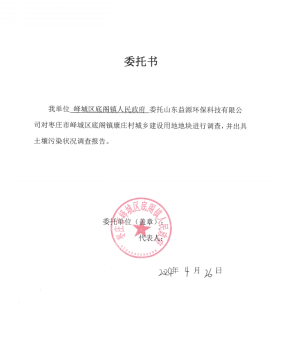 委托书
我单位 峄城区底阁镇人民政府 委托山东益源环保科技有限公
司对枣庄市峄城区底阁镇康庄村城乡建设用地地块进行调查，并出具
土壤污染状况调查报告。
委托单位（盖章）
代表人：
年 4 月 26 日